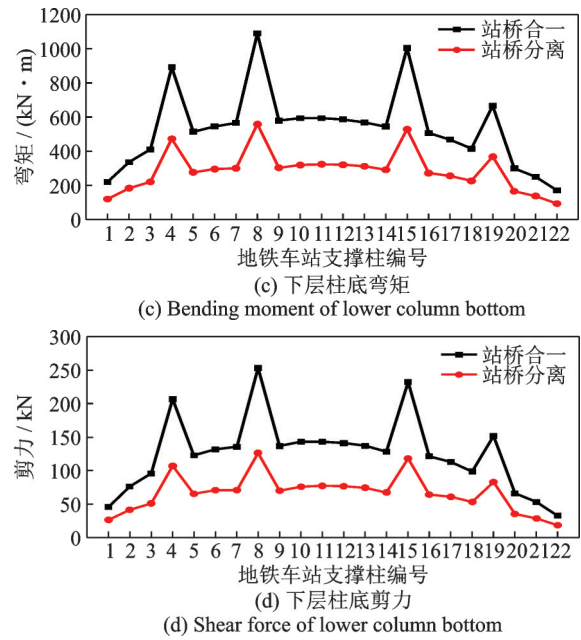 1200
1000
800
600
400
200
0
弯矩 / (kN・m)
站桥合一
站桥分离
1 2 3 4 5 6 7 8 9 10 11 12 13 14 15 16 17 18 19 20 21 22
地铁车站支撑柱编号
(c) 下层柱底弯矩
(c) Bending moment of lower column bottom
300
250
200
150
100
50
0
剪力 / kN
站桥合一
站桥分离
1 2 3 4 5 6 7 8 9 10 11 12 13 14 15 16 17 18 19 20 21 22
地铁车站支撑柱编号
(d) 下层柱底剪力
(d) Shear force of lower column bottom